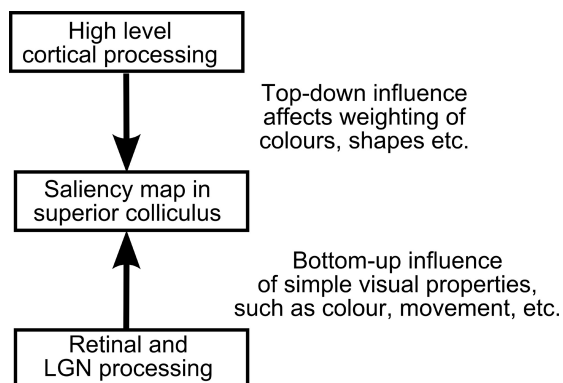 High level
cortical processing
Top-down influence
affects weighting of
colours, shapes etc.
Saliency map in
superior colliculus
Bottom-up influence
of simple visual properties,
such as colour, movement, etc.
Retinal and
LGN processing